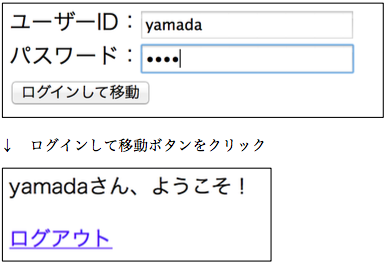 ユーザーID：yamada
パスワード：••••
ログインして移動
↓　ログインして移動ボタンをクリック
yamadaさん、ようこそ！
ログアウト